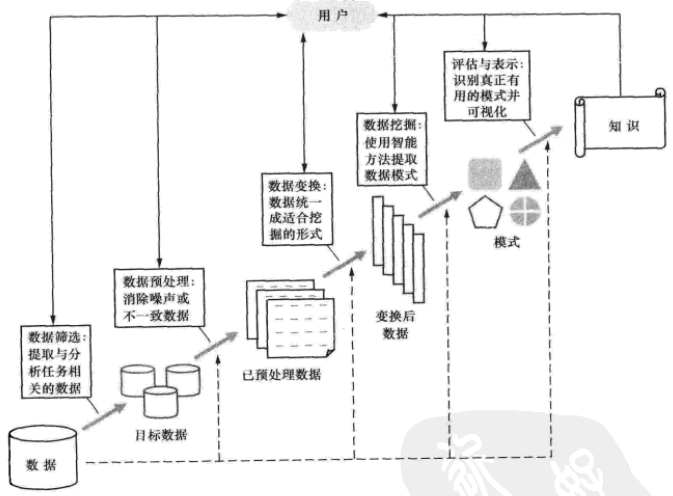 用户
评估与表示:
识别真正有
用的模式并
可视化
知识
数据挖掘:
使用智能
方法提取
数据模式
模式
数据变换:
数据统一
成适合挖
掘的形式
变换后
数据
数据预处理:
消除噪声或
不一致数据
已预处理数据
数据筛选:
提取与分
析任务相
关的数据
目标数据
数据